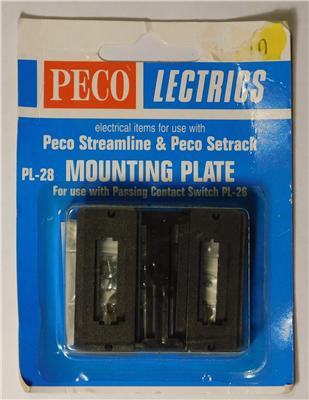 PECO LECTRICS
electrical items for use with
Peco Streamline & Peco Setrack
PL-28 MOUNTING PLATE
For use with Passing Contact Switch PL-26